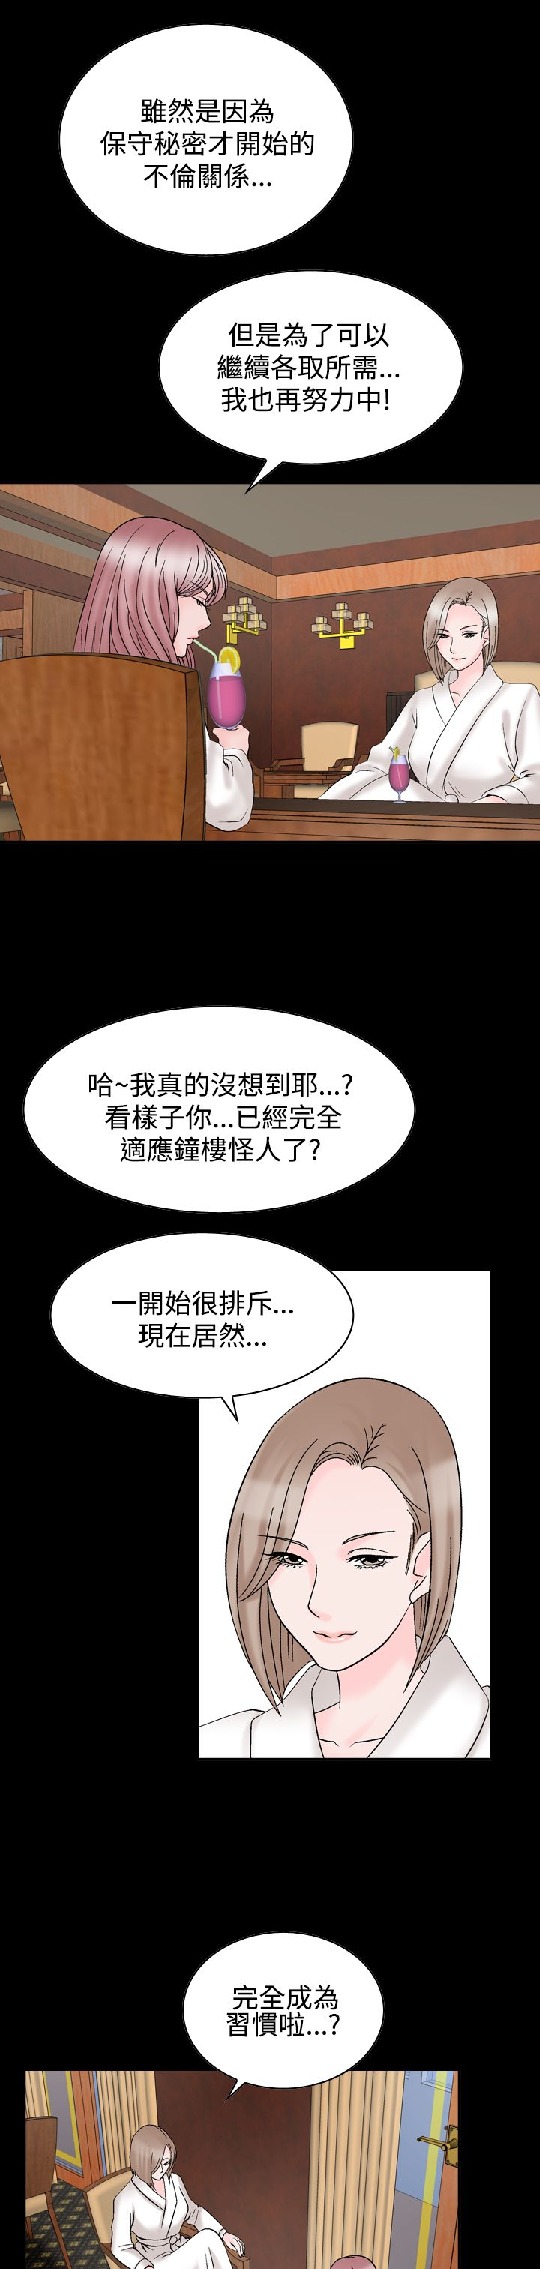 雖然是因為
保守秘密才開始的
不倫關係...
但是為了可以
繼續各取所需...
我也再努力中!
哈~我真的沒想到耶...?
看樣子你...已經完全
適應鐘樓怪人了?
一開始很排斥...
現在居然...
完全成為
習慣啦...?